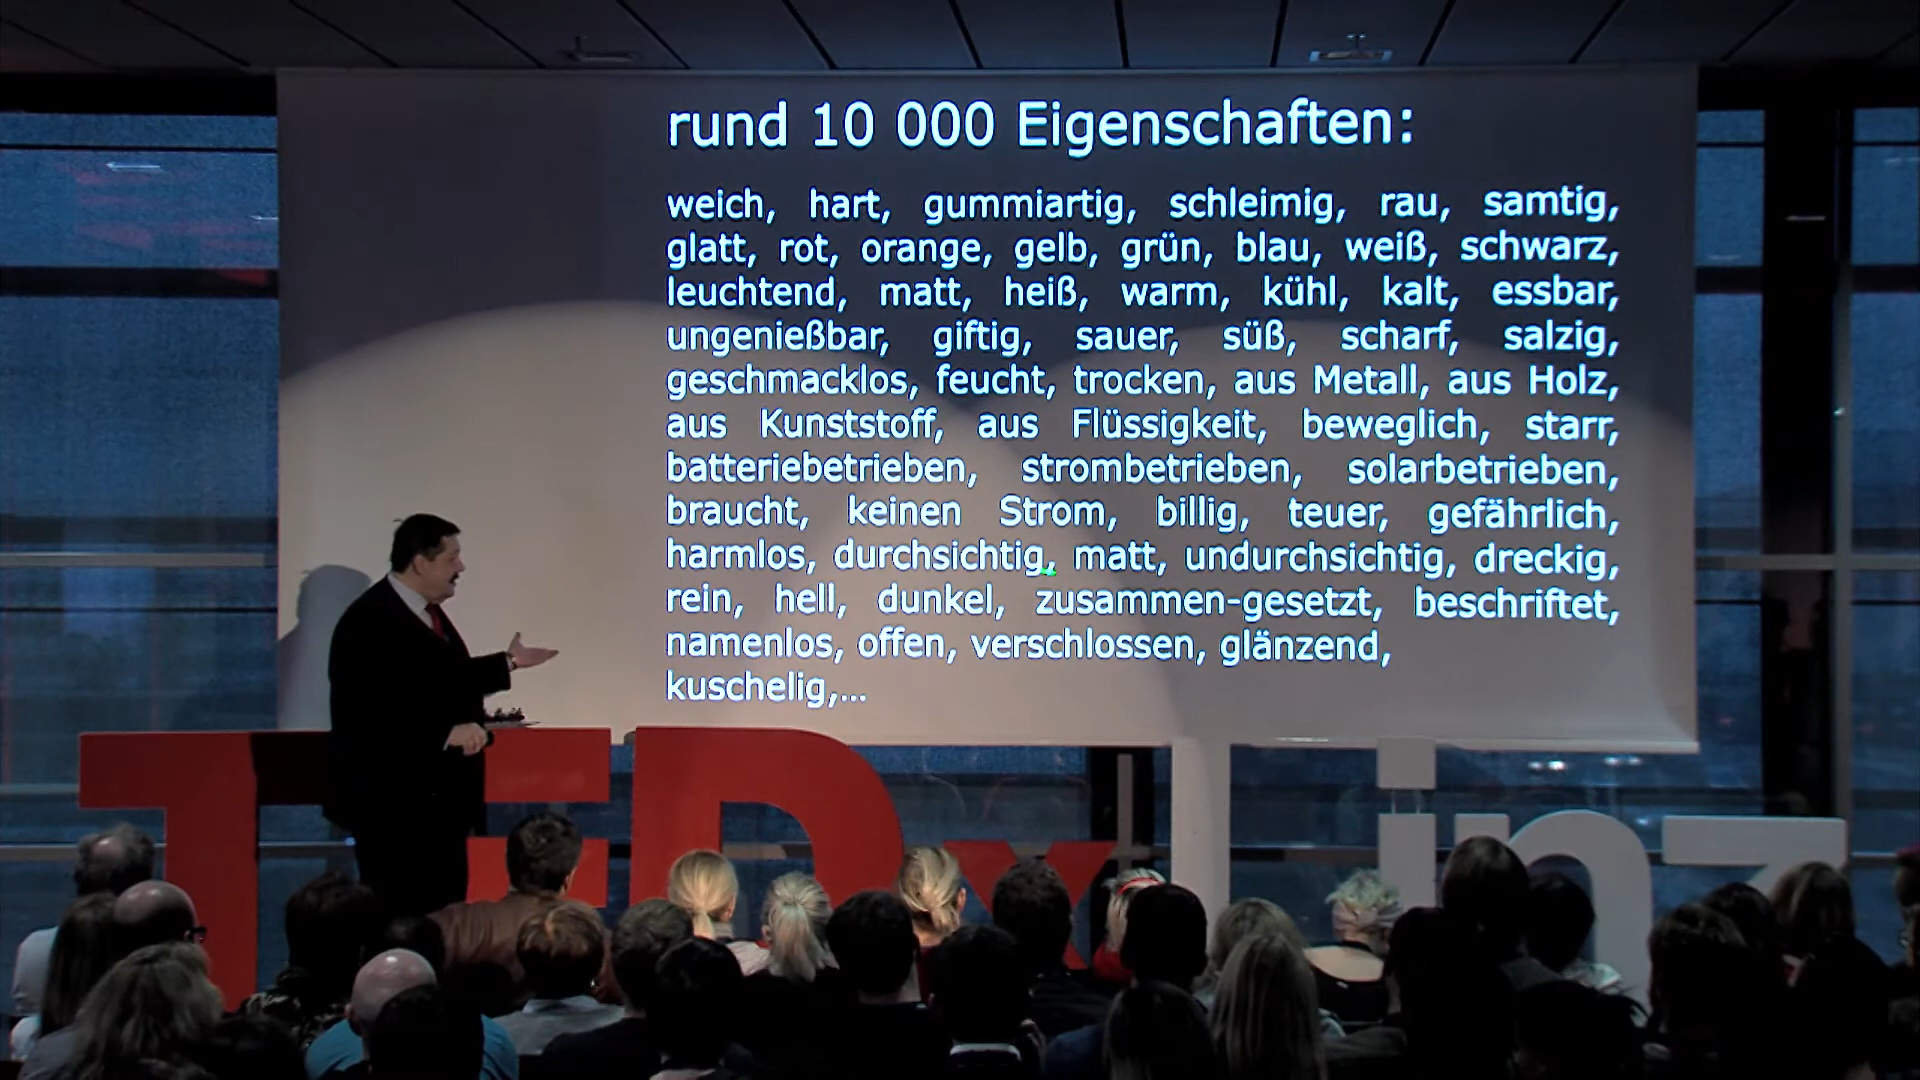 rund 10 000 Eigenschaften:
weich, hart, gummiartig, schleimig, rau, samtig,
glatt, rot, orange, gelb, grün, blau, weiß, schwarz,
leuchtend, matt, heiß, warm, kühl, kalt, essbar,
ungenießbar, giftig, sauer, süß, scharf, salzig,
geschmacklos, feucht, trocken, aus Metall, aus Holz,
aus Kunststoff, aus Flüssigkeit, beweglich, starr,
batteriebetrieben, strombetrieben, solarbetrieben,
braucht, keinen Strom, billig, teuer, gefährlich,
harmlos, durchsichtig, matt, undurchsichtig, dreckig,
rein, hell, dunkel, zusammen-gesetzt, beschriftet,
namenlos, offen, verschlossen, glänzend,
kuschelig,...
TEDxLinz